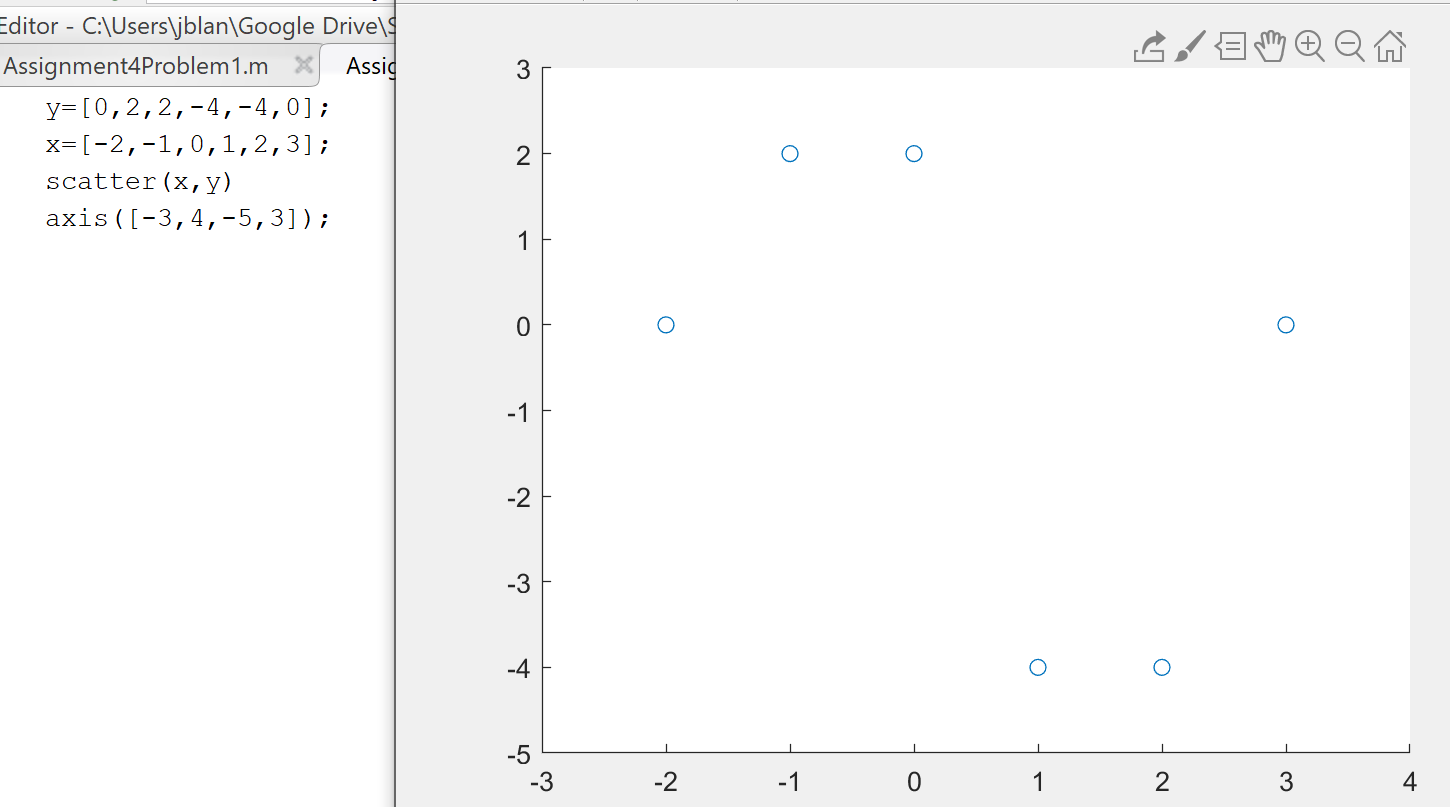 Editor - C:\Users\jblan\Google Drive\S
Assignment4Problem1.m
Assig
y=[0,2,2,-4,-4,0];
x=[-2,-1,0,1,2,3];
scatter(x,y)
axis([-3,4,-5,3]);
3
2
1
0
-1
-2
-3
-4
-5
-3 -2 -1 0 1 2 3 4